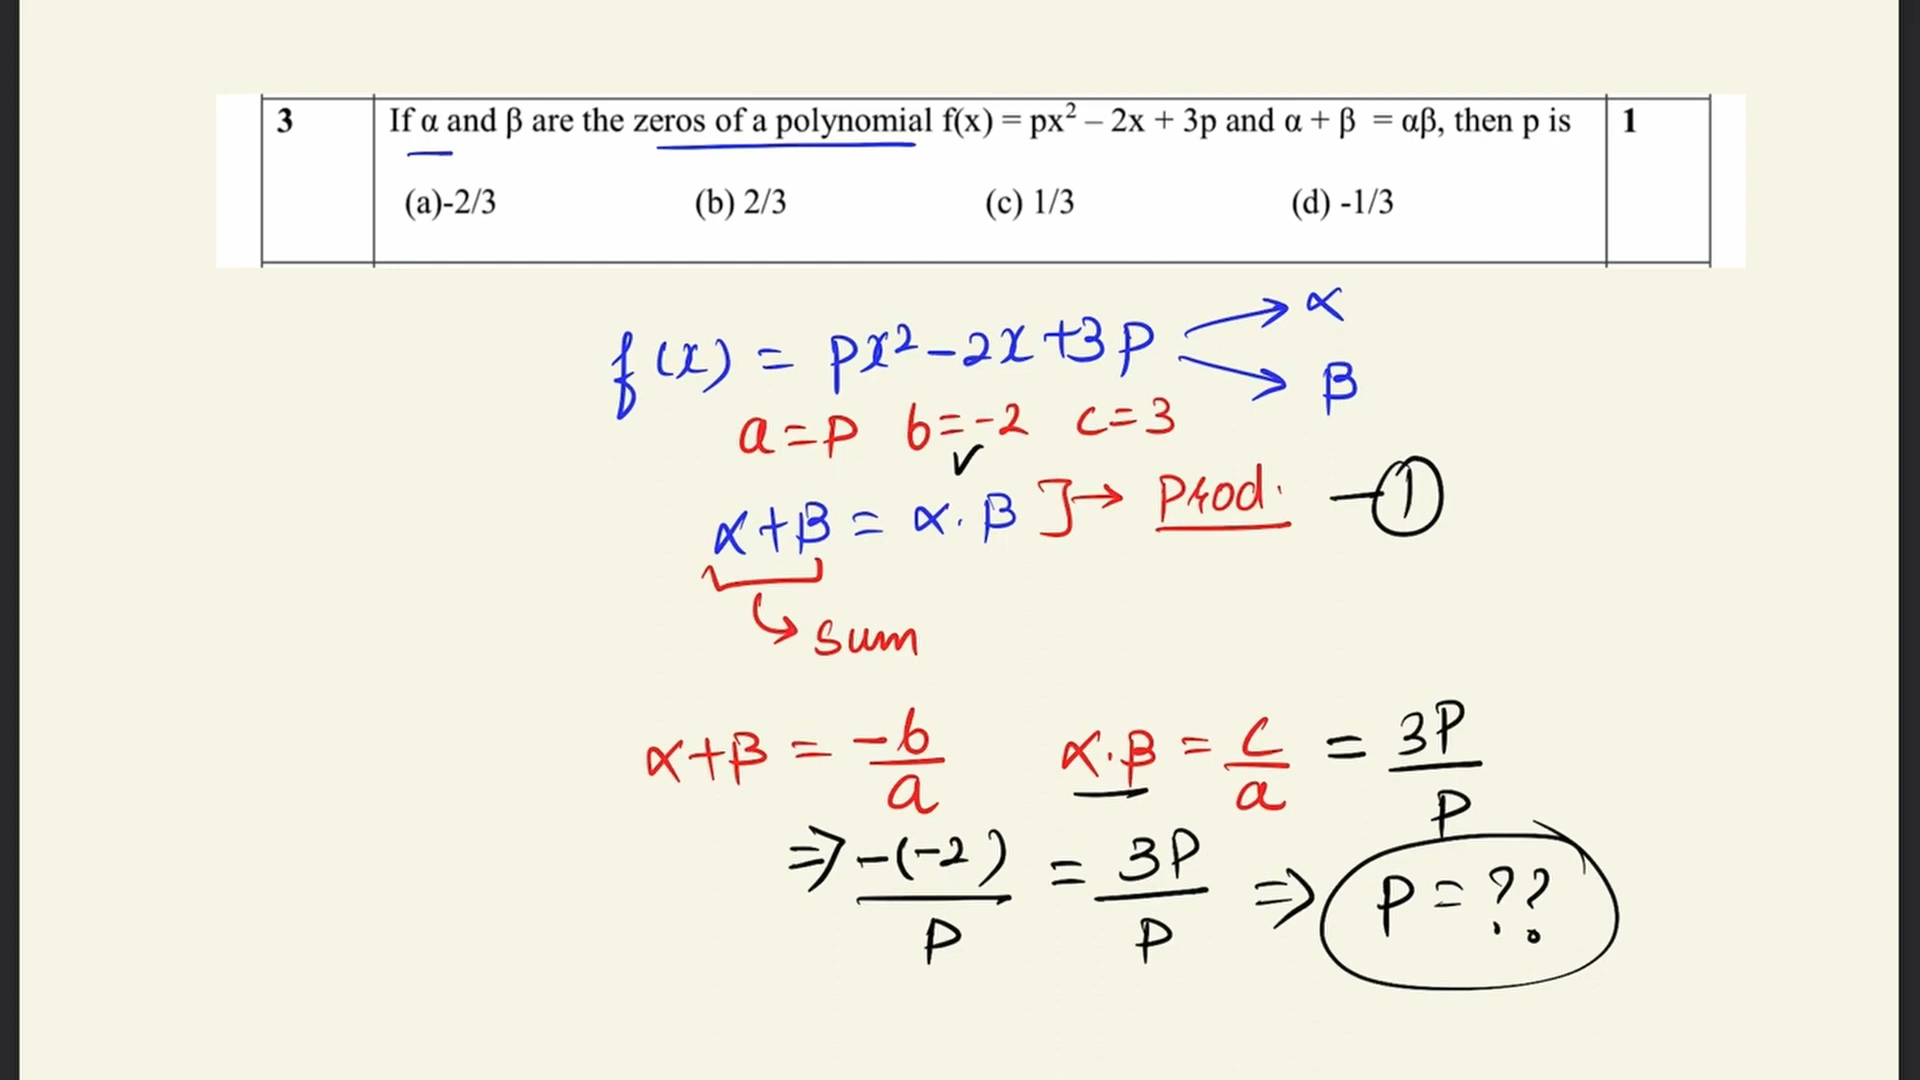 3 If α and β are the zeros of a polynomial f(x) = px² – 2x + 3p and α + β = αβ, then p is 1
(a)-2/3 (b) 2/3 (c) 1/3 (d) -1/3
f(x) = px² - 2x + 3p → α
→ β
a = p b = -2 c = 3
✓
α + β = α . β ] → Prod. - ①
↳ Sum
α + β = -b/a α . β = c/a = 3P/P
⇒ -(-2)/P = 3P/P ⇒ P = ??